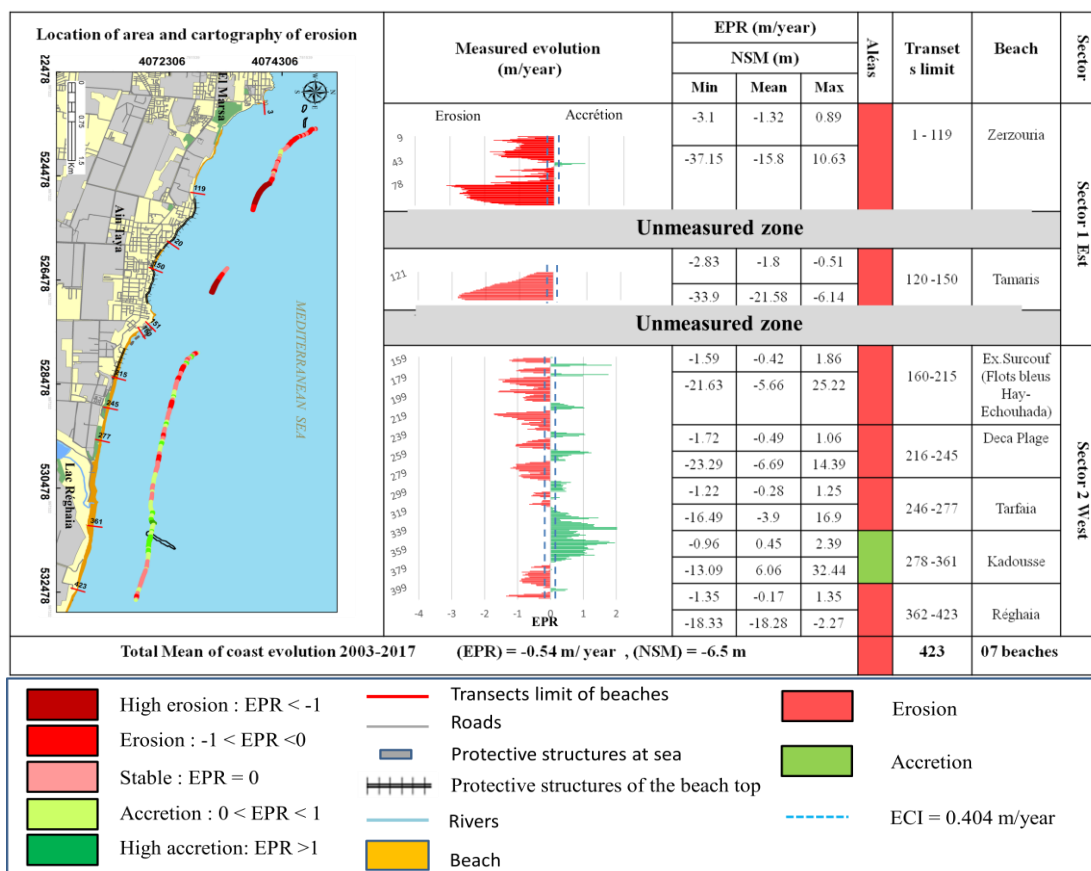 Location of area and cartography of erosion
4072306 4074306
22478
524478
526478
528478
530478
532478
0 0.75 1.5
Km
El Marsa
Ain Taya
Lac Réghaia
MEDITERRANEAN SEA
3
119
120
150
151
160
215
245
277
361
423
Measured evolution
(m/year)
Erosion Accrétion
9
43
78
121
159
179
199
219
239
259
279
299
319
339
359
379
399
-4 -3 -2 -1 0 1 2
EPR
EPR (m/year)
NSM (m)
Min Mean Max
Aléas
Transet
s limit
Beach
Sector
-3.1 -1.32 0.89
-37.15 -15.8 10.63
1 - 119
Zerzouria
Sector 1 Est
Unmeasured zone
-2.83 -1.8 -0.51
-33.9 -21.58 -6.14
120 -150
Tamaris
Unmeasured zone
-1.59 -0.42 1.86
-21.63 -5.66 25.22
160-215
Ex.Surcouf
(Flots bleus
Hay-
Echouhada)
Sector 2 West
-1.72 -0.49 1.06
-23.29 -6.69 14.39
216 -245
Deca Plage
-1.22 -0.28 1.25
-16.49 -3.9 16.9
246 -277
Tarfaia
-0.96 0.45 2.39
-13.09 6.06 32.44
278 -361
Kadousse
-1.35 -0.17 1.35
-18.33 -18.28 -2.27
362 -423
Réghaia
Total Mean of coast evolution 2003-2017 (EPR) = -0.54 m/ year , (NSM) = -6.5 m
423
07 beaches
High erosion : EPR < -1
Erosion : -1 < EPR <0
Stable : EPR = 0
Accretion : 0 < EPR < 1
High accretion: EPR >1
Transects limit of beaches
Roads
Protective structures at sea
Protective structures of the beach top
Rivers
Beach
Erosion
Accretion
ECI = 0.404 m/year